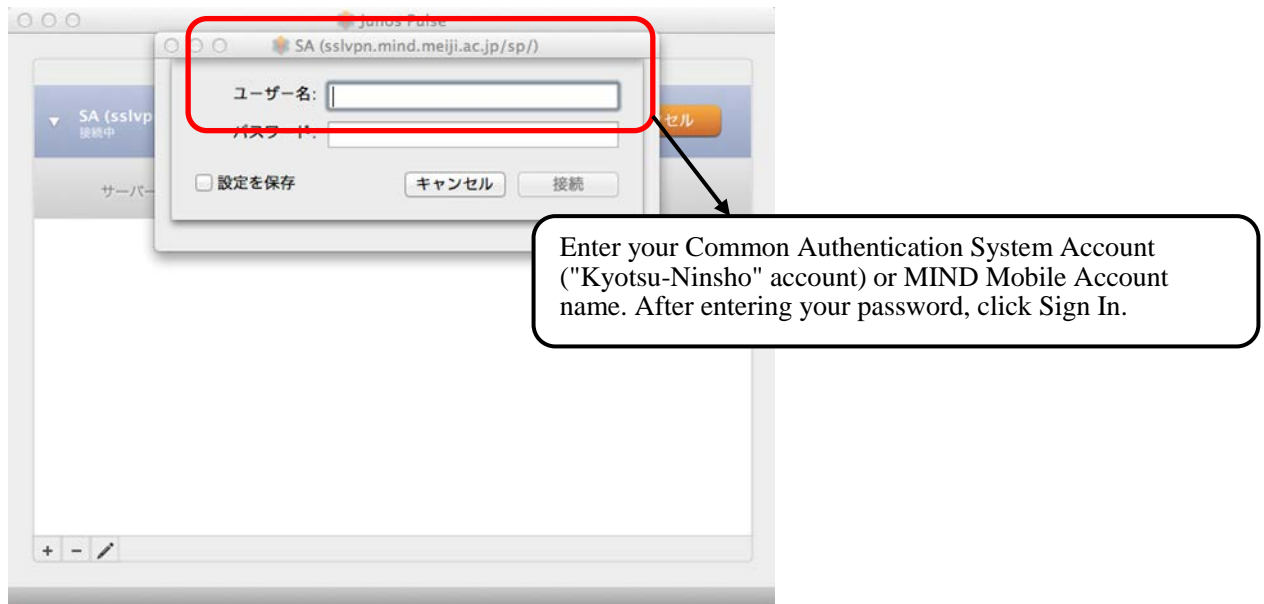 Junos Pulse
SA (sslvpn.mind.meiji.ac.jp/sp/)
ユーザー名:
SA (sslvp
セル
接続中
パスワード:
サーバー
設定を保存
キャンセル
接続
Enter your Common Authentication System Account
("Kyotsu-Ninsho" account) or MIND Mobile Account
name. After entering your password, click Sign In.